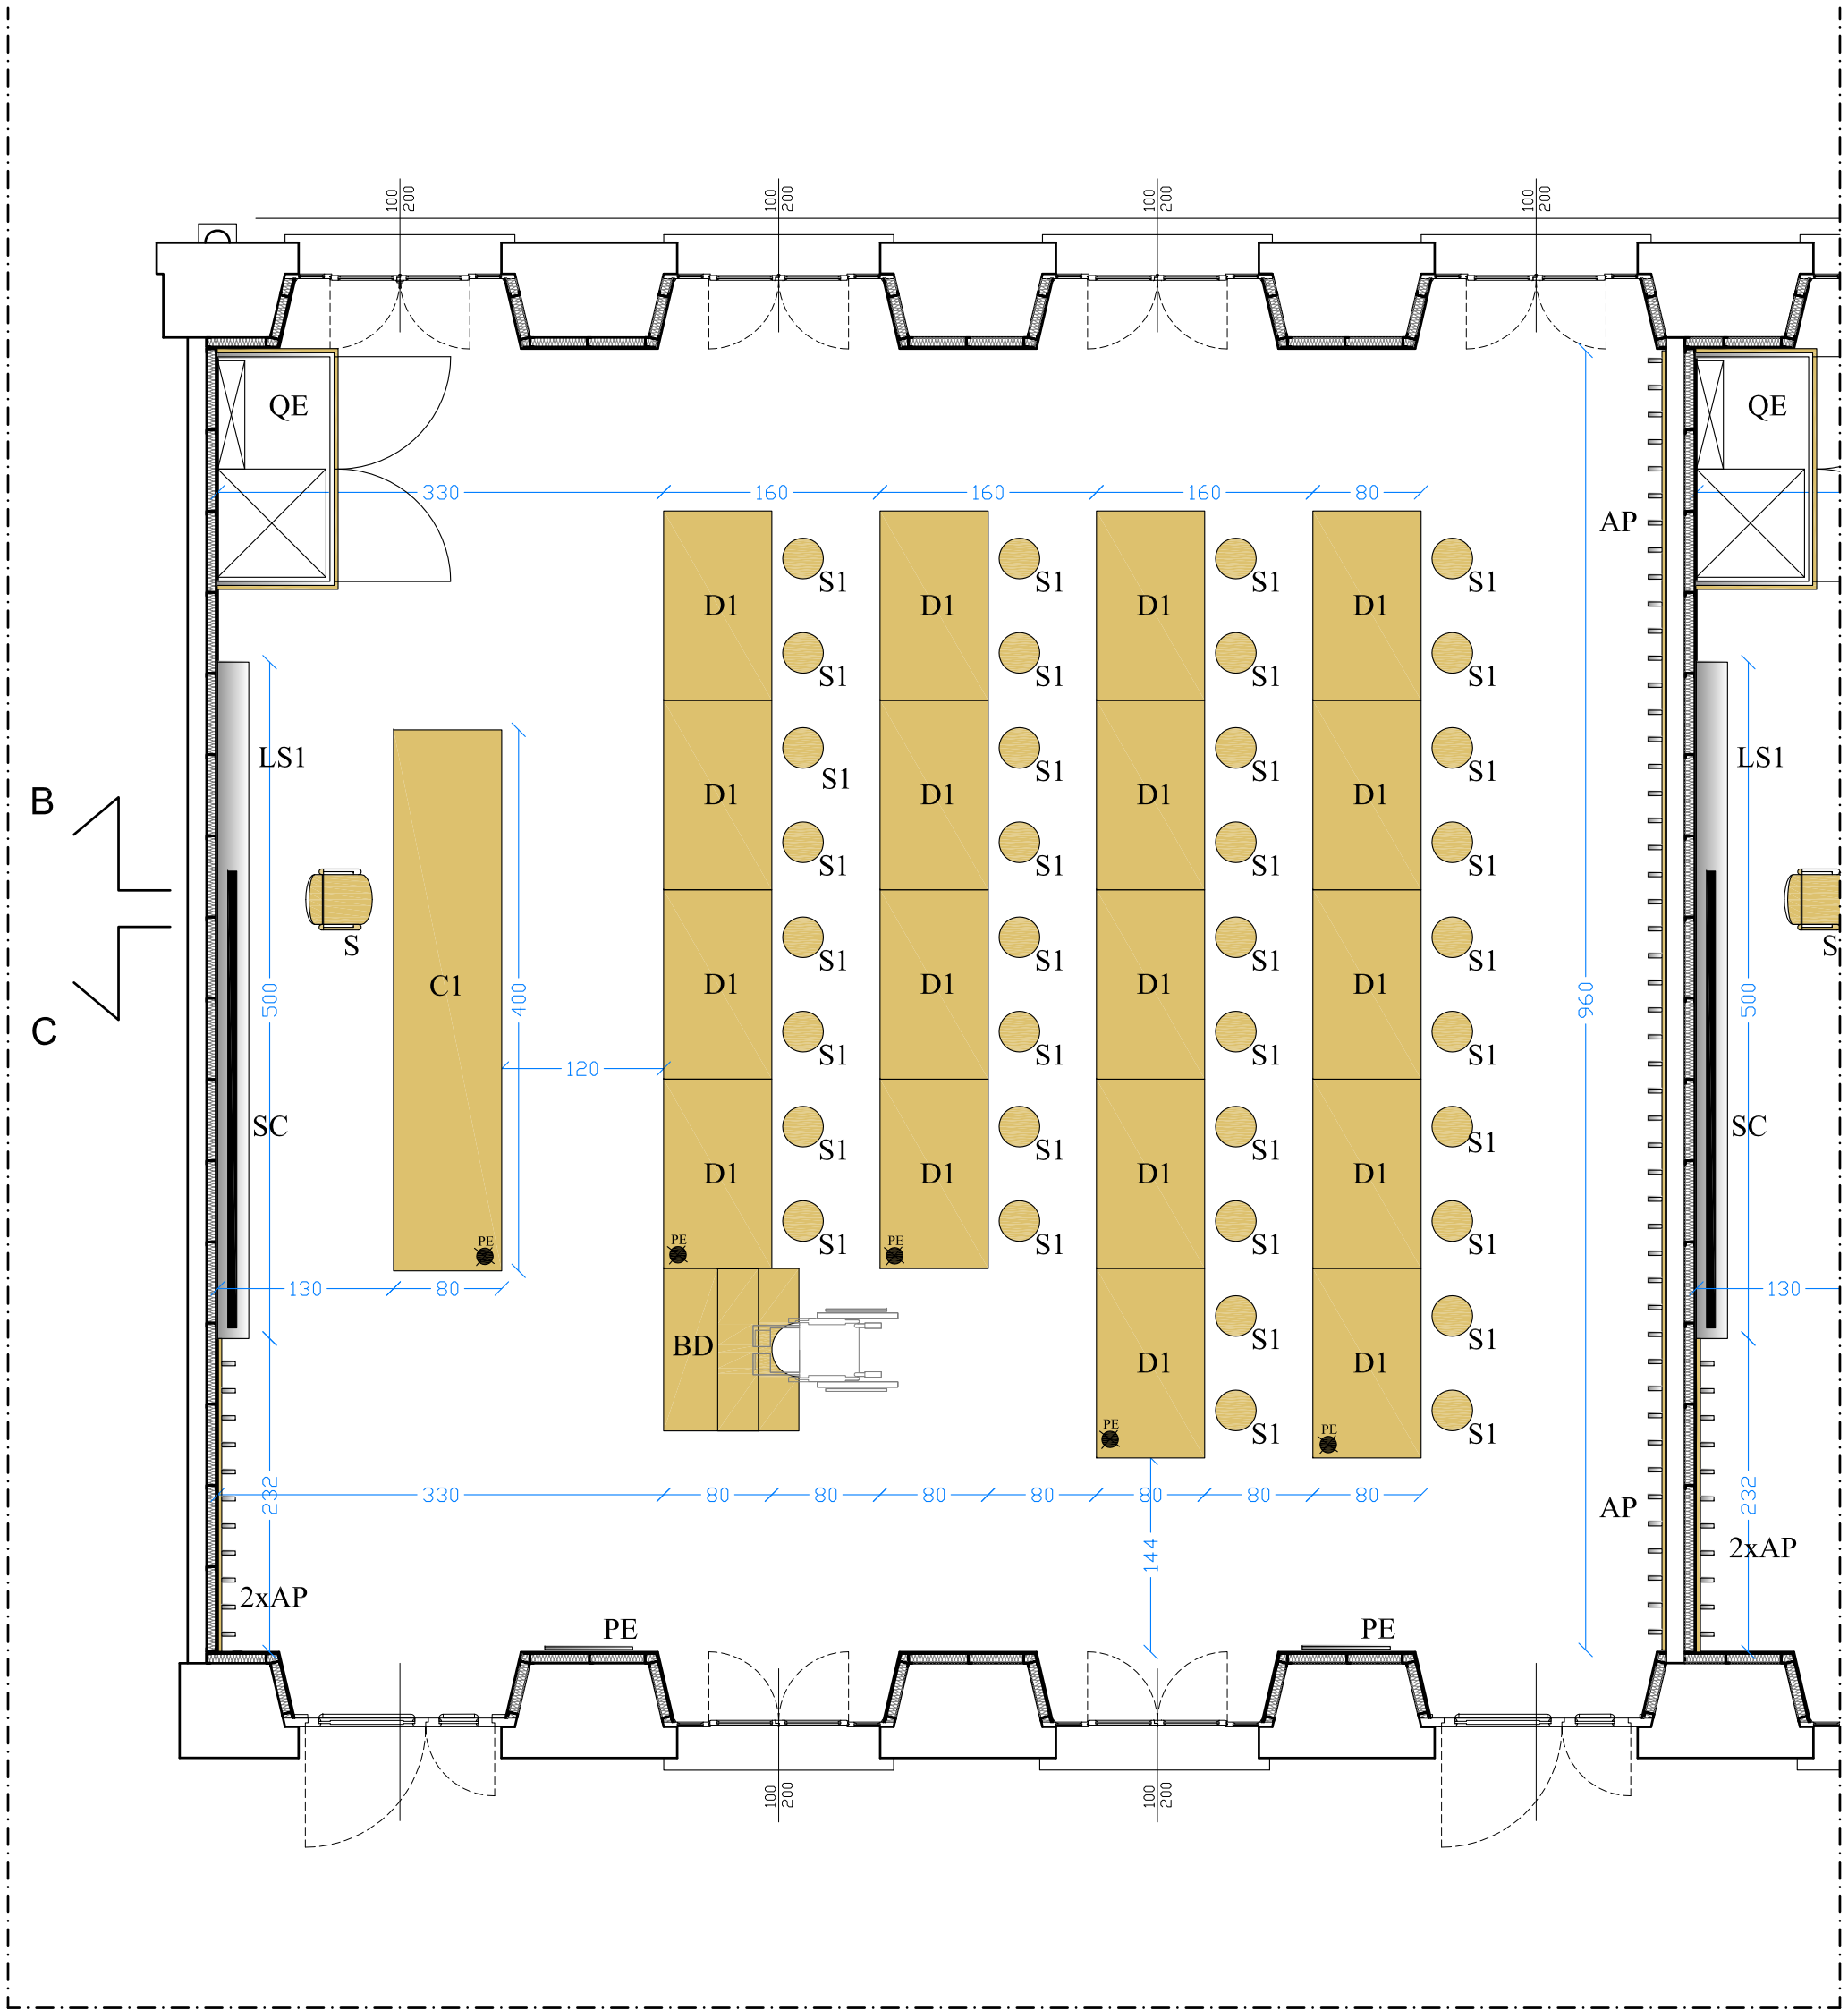 100 200 100 200 100 200 100 200
QE QE
330 160 160 160 80
AP
S1 S1 S1 S1
D1 D1 D1 D1
S1 S1 S1 S1
LS1 S1 S1 S1 S1 LS1
D1 D1 D1 D1
B
S1 S1 S1 S1
S S1 S1 S1 S1 S
C1 D1 D1 D1 D1
500 400 960 500
C
S1 S1 S1 S1
120
SC SC
S1 S1 S1 S1
D1 D1 D1 D1
PE PE PE S1 S1 S1 S1
130 80 130
BD S1 S1
D1 D1
PE PE S1 S1
330 80 80 80 80 80 80 80
232 AP 232
144
2xAP 2xAP
PE PE
100 200 100 200